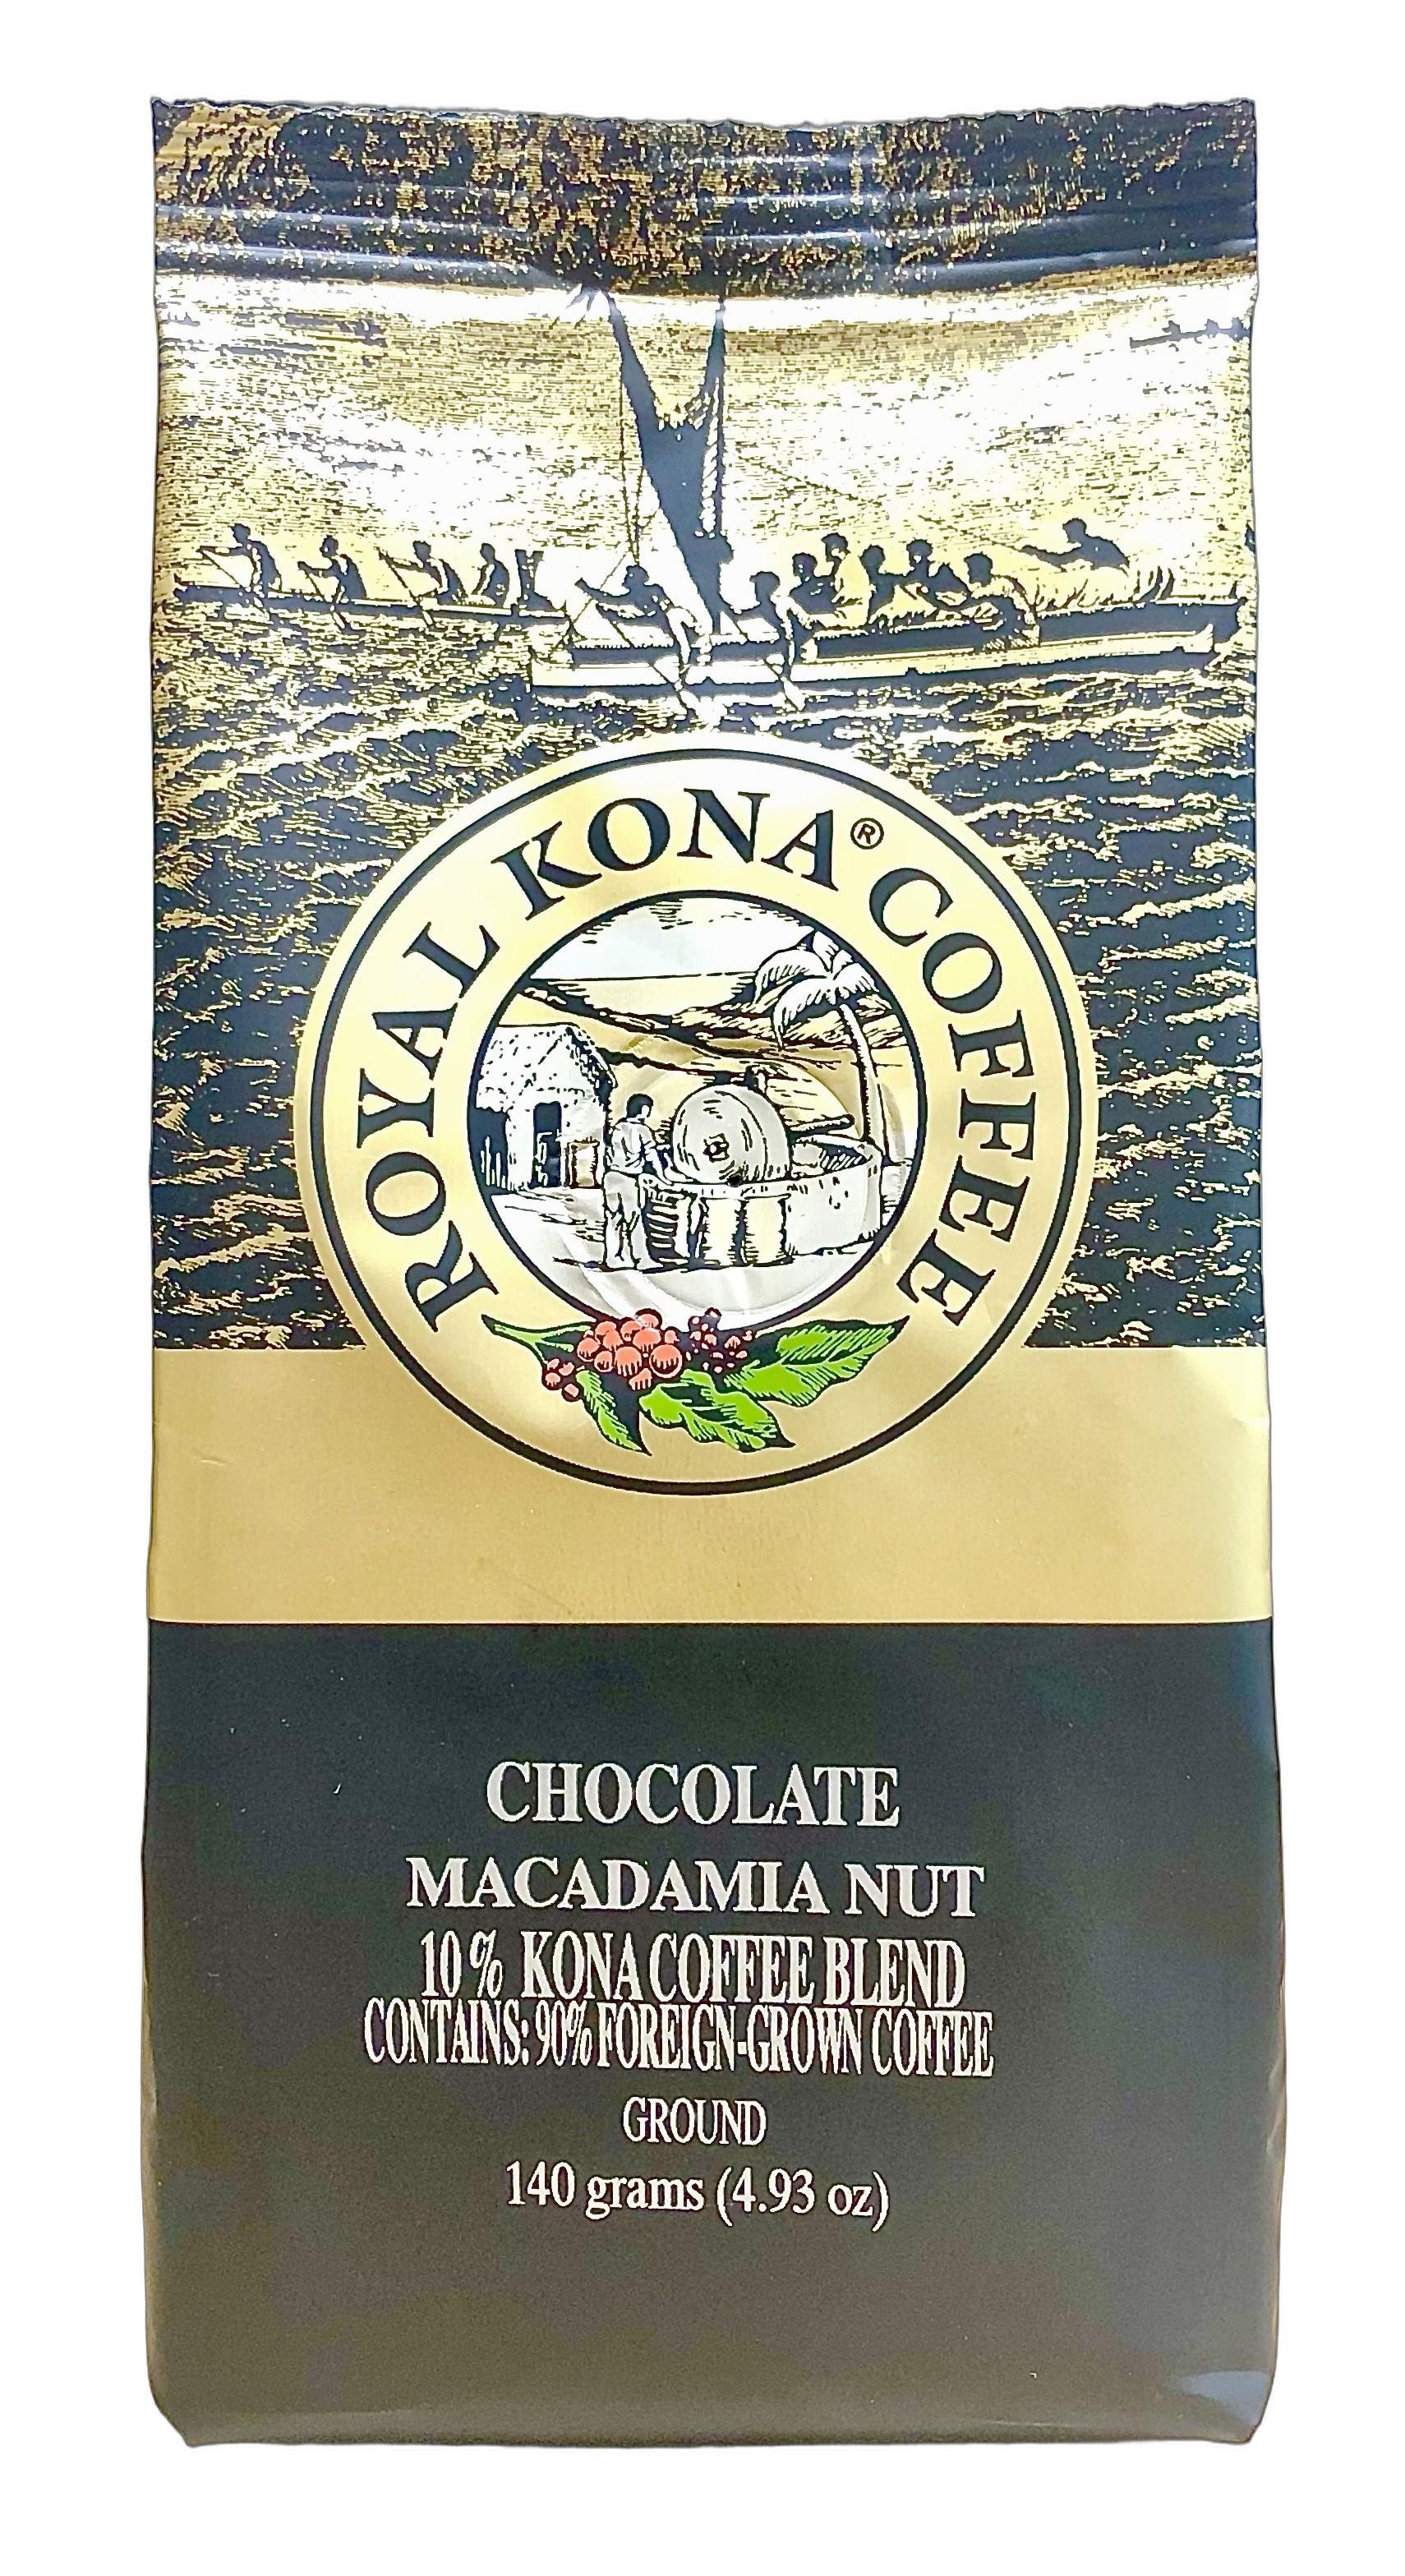 ROYAL KONA® COFFEE
CHOCOLATE
MACADAMIA NUT
10% KONA COFFEE BLEND
CONTAINS: 90% FOREIGN-GROWN COFFEE
GROUND
140 grams (4.93 oz)